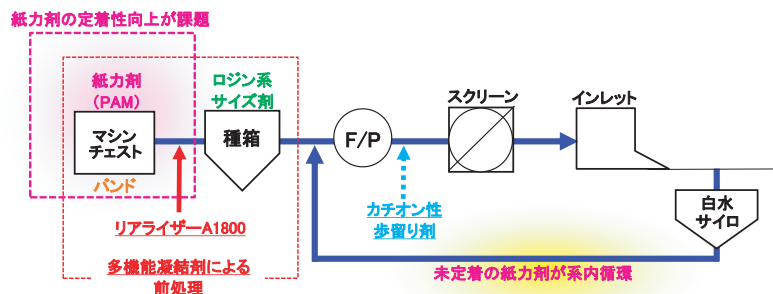 紙力剤の定着性向上が課題
紙力剤
（PAM）
マシン
チェスト
バンド
ロジン系
サイズ剤
種箱
リアライザーA1800
多機能凝結剤による
前処理
F/P
カチオン性
歩留り剤
スクリーン
インレット
白水
サイロ
未定着の紙力剤が系内循環